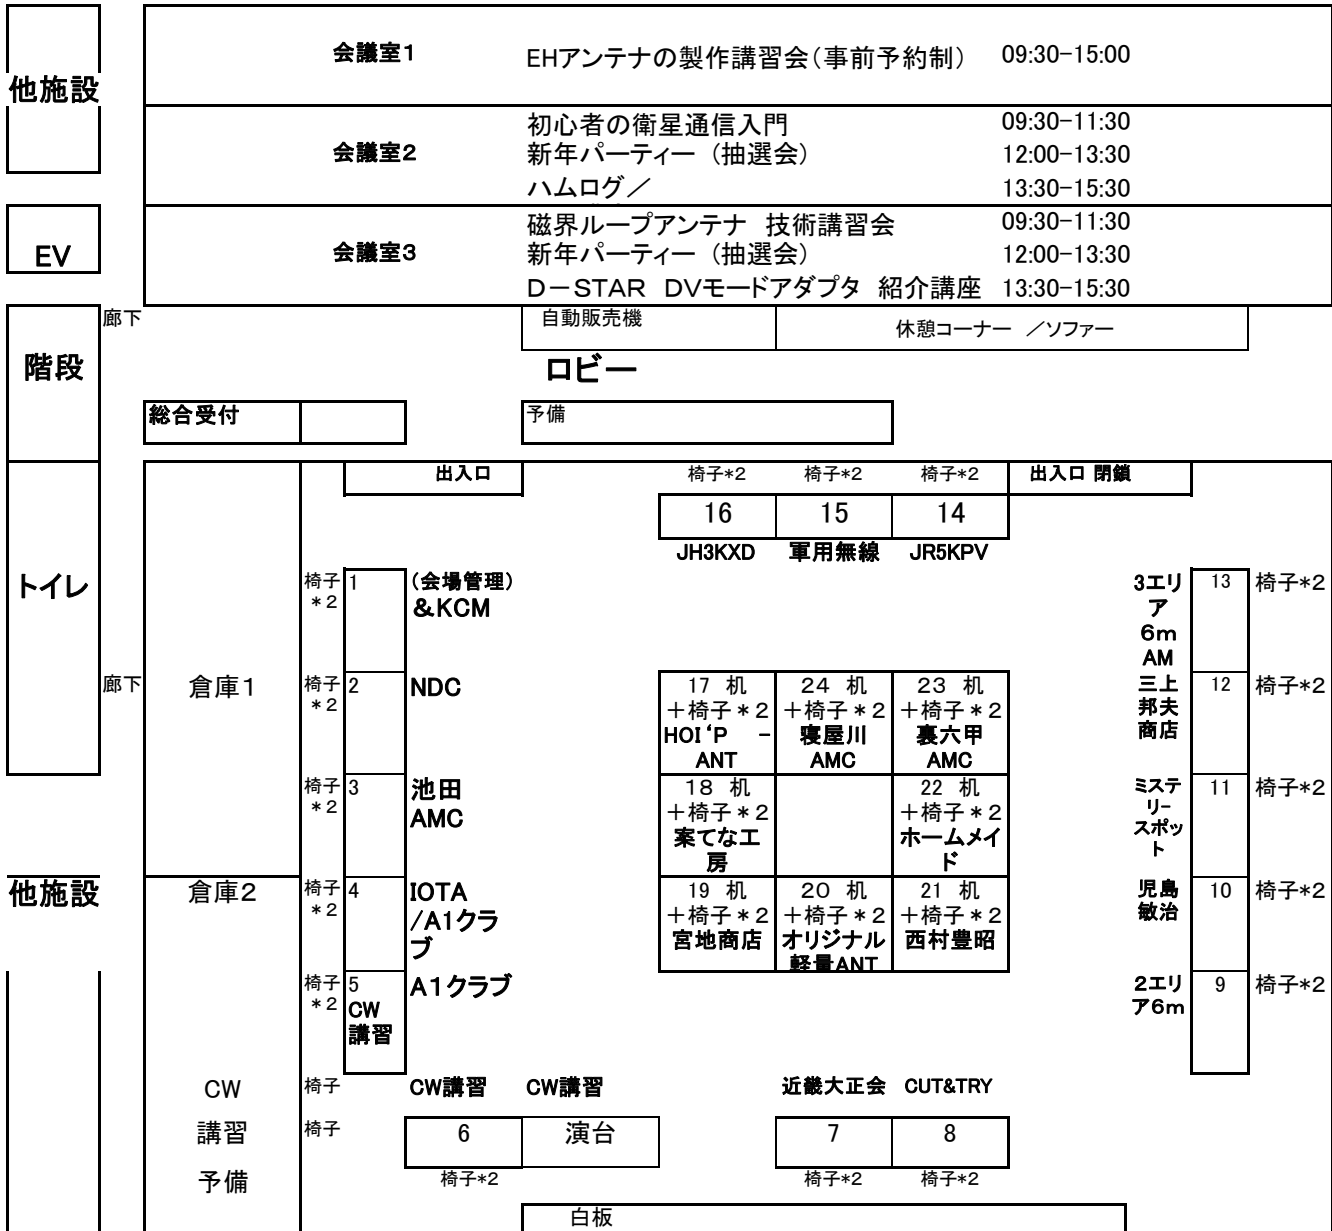 他施設
会議室1 EHアンテナの製作講習会(事前予約制) 09:30-15:00
初心者の衛星通信入門 09:30-11:30
会議室2 新年パーティー (抽選会) 12:00-13:30
ハムログ/ 13:30-15:30
EV
磁界ループアンテナ 技術講習会 09:30-11:30
会議室3 新年パーティー (抽選会) 12:00-13:30
D-STAR DVモードアダプタ 紹介講座 13:30-15:30
廊下
自動販売機
休憩コーナー /ソファー
階段
ロビー
総合受付
予備
トイレ
出入口
椅子*2 椅子*2 椅子*2
出入口 閉鎖
16 15 14
JH3KXD 軍用無線 JR5KPV
椅子
*2
1
(会場管理)
&KCM
3エリ
ア
6m
AM
13
椅子*2
廊下
倉庫1
椅子
*2
2
NDC
17 机
+椅子*2
HOI'P -
ANT
24 机
+椅子*2
寝屋川
AMC
23 机
+椅子*2
裏六甲
AMC
三上
邦夫
商店
12
椅子*2
椅子
*2
3
池田
AMC
18 机
+椅子*2
案てな工
房
22 机
+椅子*2
ホームメイ
ド
ミステ
リー
スポッ
ト
11
椅子*2
他施設
倉庫2
椅子
*2
4
IOTA
/A1クラ
ブ
19 机
+椅子*2
宮地商店
20 机
+椅子*2
オリジナル
軽量ANT
21 机
+椅子*2
西村豊昭
児島
敏治
10
椅子*2
椅子
*2
5
CW
講習
A1クラブ
2エリ
ア6m
9
椅子*2
CW
講習
予備
椅子
椅子
CW講習 CW講習
近畿大正会 CUT&TRY
6 演台
7 8
椅子*2
椅子*2 椅子*2
白板